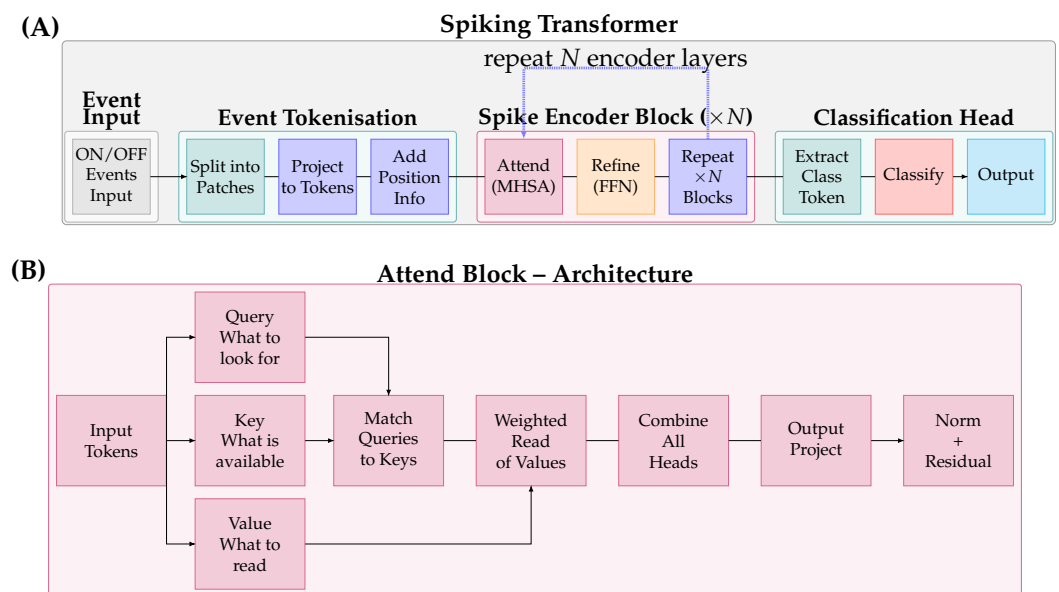 (A)
Spiking Transformer
repeat N encoder layers
Event
Input
Event Tokenisation
Spike Encoder Block (×N)
Classification Head
ON/OFF
Events
Input
Split into
Patches
Project
to Tokens
Add
Position
Info
Attend
(MHSA)
Refine
(FFN)
Repeat
×N
Blocks
Extract
Class
Token
Classify
Output
(B)
Attend Block – Architecture
Input
Tokens
Query
What to
look for
Key
What is
available
Value
What to
read
Match
Queries
to Keys
Weighted
Read
of Values
Combine
All
Heads
Output
Project
Norm
+
Residual